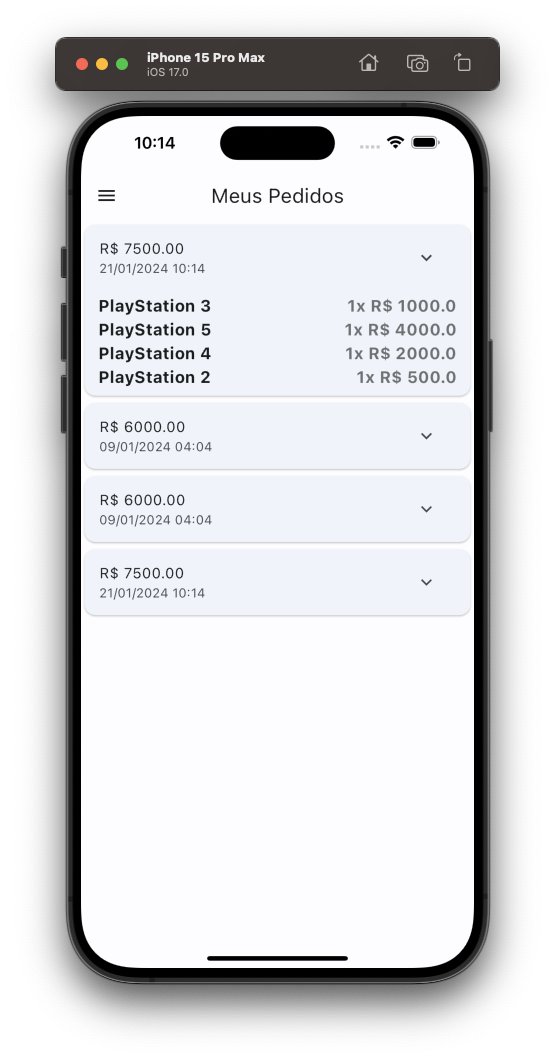 iPhone 15 Pro Max
iOS 17.0
10:14
Meus Pedidos
R$ 7500.00
21/01/2024 10:14
PlayStation 3 1x R$ 1000.0
PlayStation 5 1x R$ 4000.0
PlayStation 4 1x R$ 2000.0
PlayStation 2 1x R$ 500.0
R$ 6000.00
09/01/2024 04:04
R$ 6000.00
09/01/2024 04:04
R$ 7500.00
21/01/2024 10:14